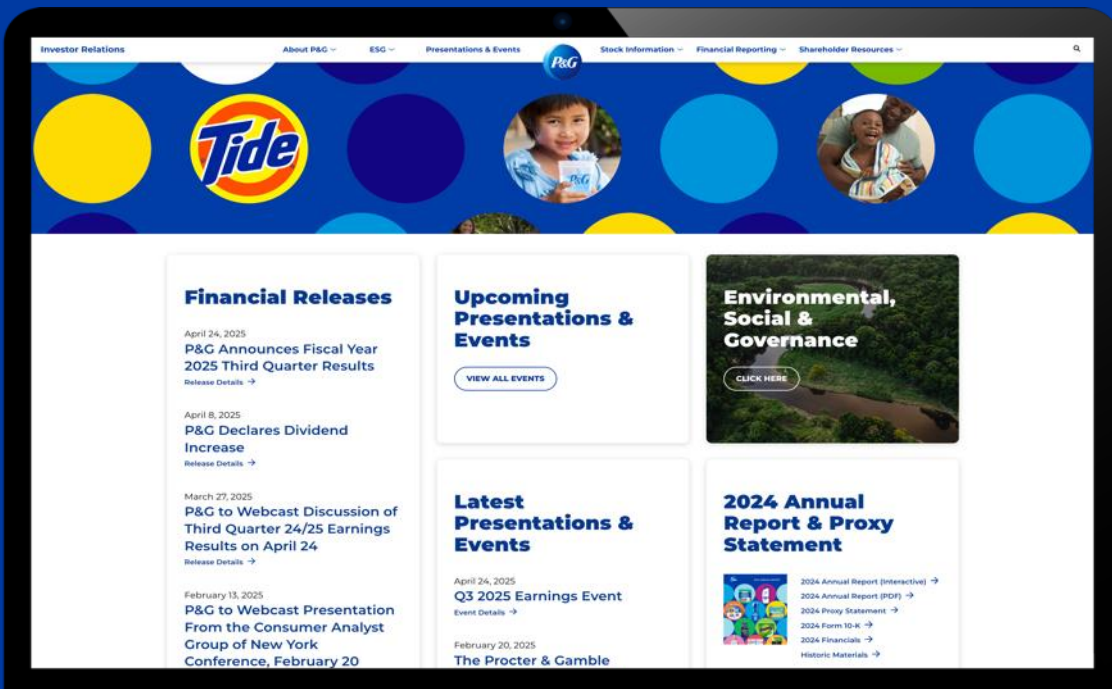 Investor Relations
About P&G
ESG
Presentations & Events
P&G
Stock Information
Financial Reporting
Shareholder Resources
Tide
P&G
Financial Releases
April 24, 2025
P&G Announces Fiscal Year
2025 Third Quarter Results
Release Details →
April 8, 2025
P&G Declares Dividend
Increase
Release Details →
March 27, 2025
P&G to Webcast Discussion of
Third Quarter 24/25 Earnings
Results on April 24
Release Details →
February 13, 2025
P&G to Webcast Presentation
From the Consumer Analyst
Group of New York
Conference, February 20
Upcoming
Presentations &
Events
VIEW ALL EVENTS
Environmental,
Social &
Governance
CLICK HERE
Latest
Presentations &
Events
April 24, 2025
Q3 2025 Earnings Event
Event Details →
February 20, 2025
The Procter & Gamble
2024 Annual
Report & Proxy
Statement
2024 Annual Report (Interactive) →
2024 Annual Report (PDF) →
2024 Proxy Statement →
2024 Form 10-K →
2024 Financials →
Historic Materials →